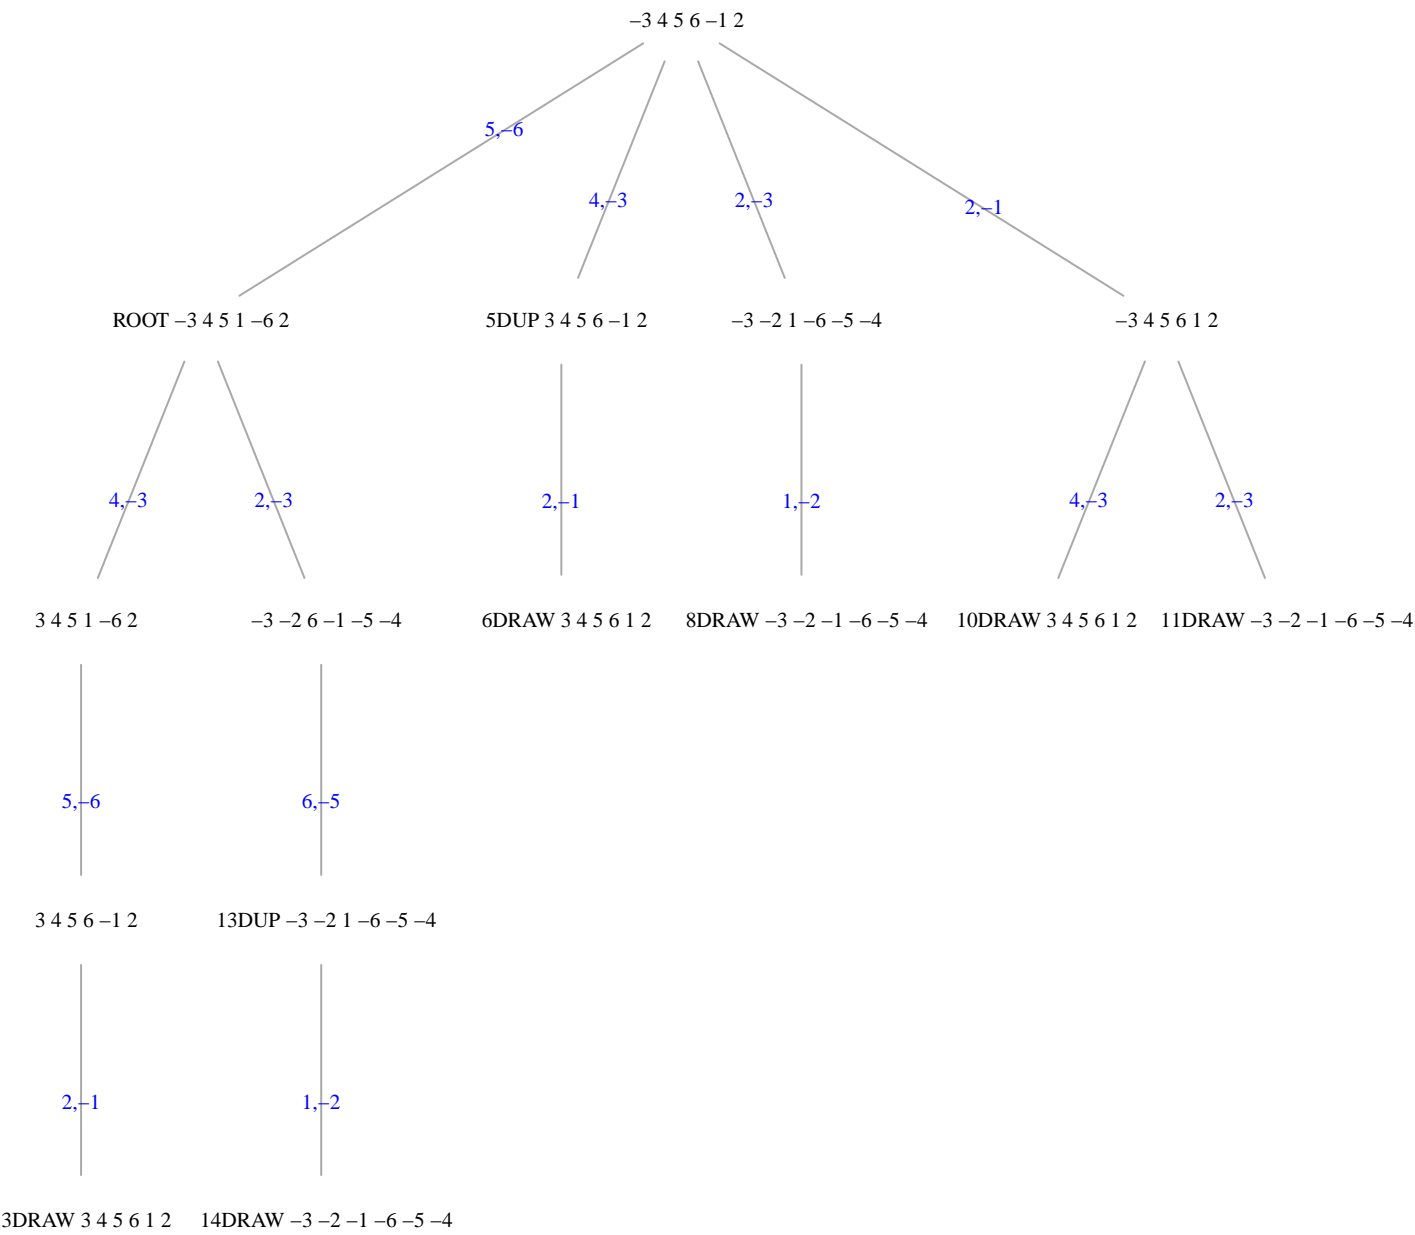 –3 4 5 6 –1 2
5,–6
4,–3
2,–3
2,–1
ROOT –3 4 5 1 –6 2
5DUP 3 4 5 6 –1 2
–3 –2 1 –6 –5 –4
–3 4 5 6 1 2
4,–3
2,–3
2,–1
1,–2
4,–3
2,–3
3 4 5 1 –6 2
–3 –2 6 –1 –5 –4
6DRAW 3 4 5 6 1 2
8DRAW –3 –2 –1 –6 –5 –4
10DRAW 3 4 5 6 1 2
11DRAW –3 –2 –1 –6 –5 –4
5,–6
6,–5
3 4 5 6 –1 2
13DUP –3 –2 1 –6 –5 –4
2,–1
1,–2
3DRAW 3 4 5 6 1 2
14DRAW –3 –2 –1 –6 –5 –4